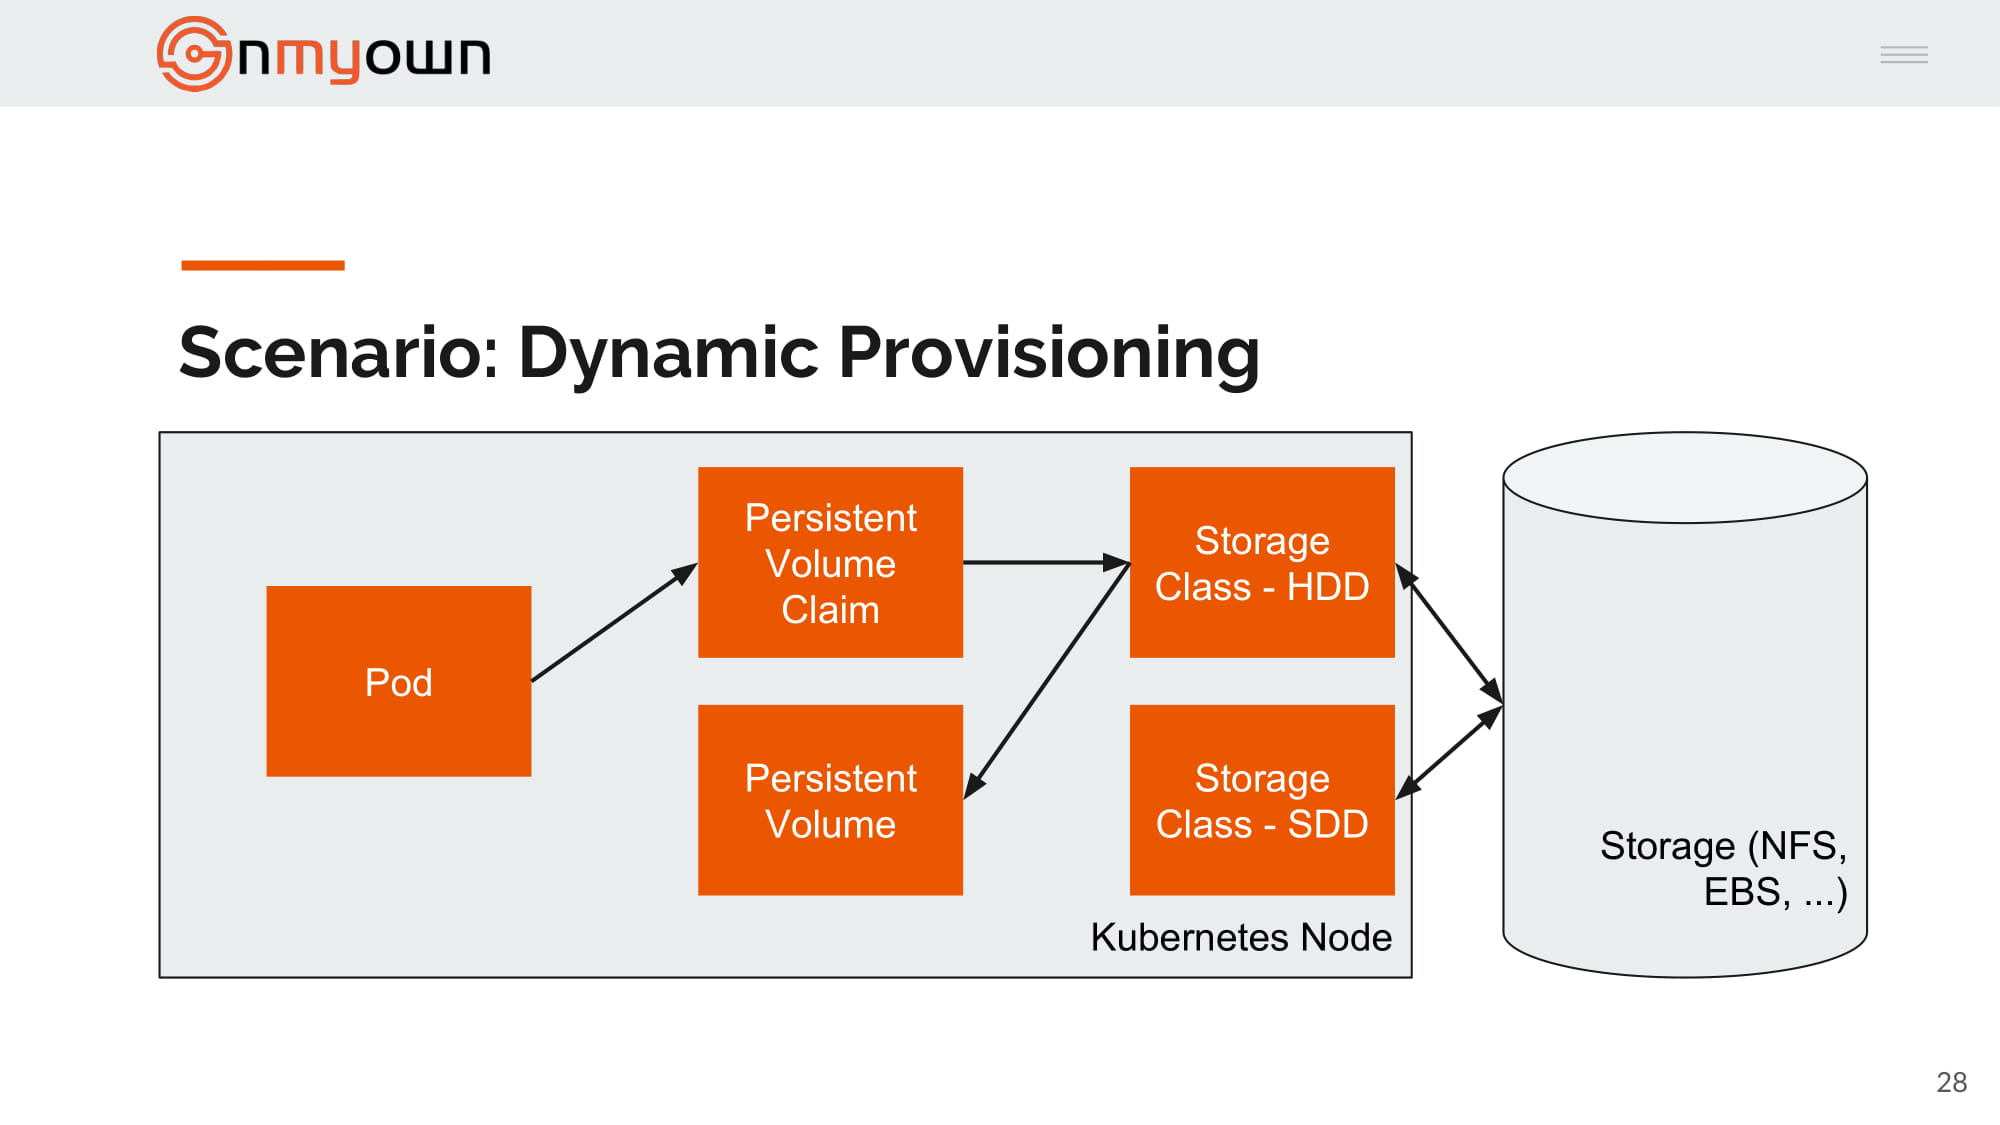 nmyown
Scenario: Dynamic Provisioning
Persistent
Volume
Claim
Storage
Class - HDD
Pod
Persistent
Volume
Storage
Class - SDD
Storage (NFS,
EBS, ...)
Kubernetes Node
28